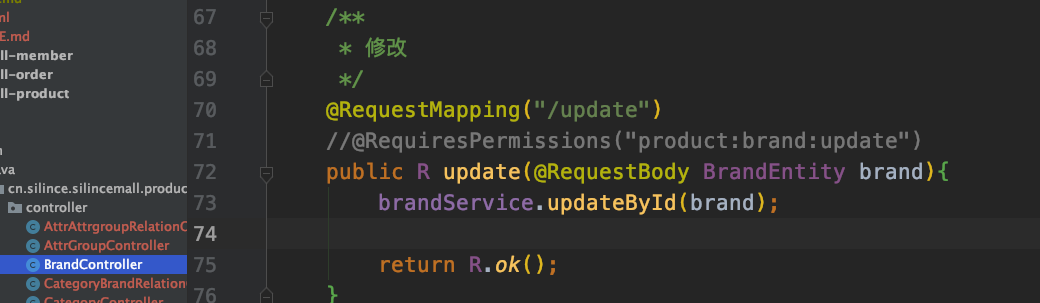 ml
E.md
ll-member
ll-order
ll-product
ava
cn.silince.silincemall.produc
controller
AttrAttrgroupRelationC
AttrGroupController
BrandController
CategoryBrandRelation
CategoryController
67 /**
68 * 修改
69 */
70 @RequestMapping("/update")
71 //@RequiresPermissions("product:brand:update")
72 public R update(@RequestBody BrandEntity brand){
73 brandService.updateById(brand);
74
75 return R.ok();
76 }